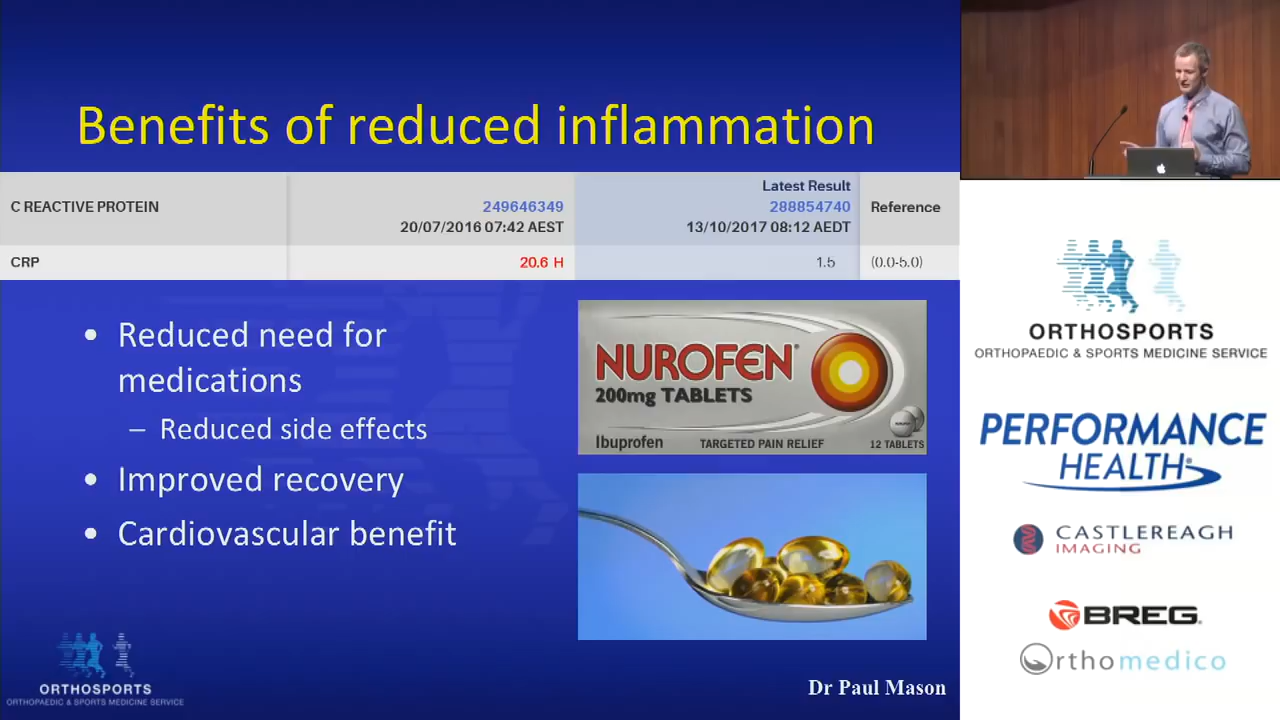 Benefits of reduced inflammation
Latest Result
C REACTIVE PROTEIN
249646349
288854740
Reference
20/07/2016 07:42 AEST
13/10/2017 08:12 AEDT
CRP
20.6 H
1.5
(0.0-5.0)
• Reduced need for
medications
– Reduced side effects
• Improved recovery
• Cardiovascular benefit
NUROFEN®
200mg TABLETS
Ibuprofen
TARGETED PAIN RELIEF
12 TABLETS
ORTHOSPORTS
ORTHOPAEDIC & SPORTS MEDICINE SERVICE
Dr Paul Mason
ORTHOSPORTS
ORTHOPAEDIC & SPORTS MEDICINE SERVICE
PERFORMANCE
HEALTH
CASTLEREAGH
IMAGING
BREG
Orthomedico